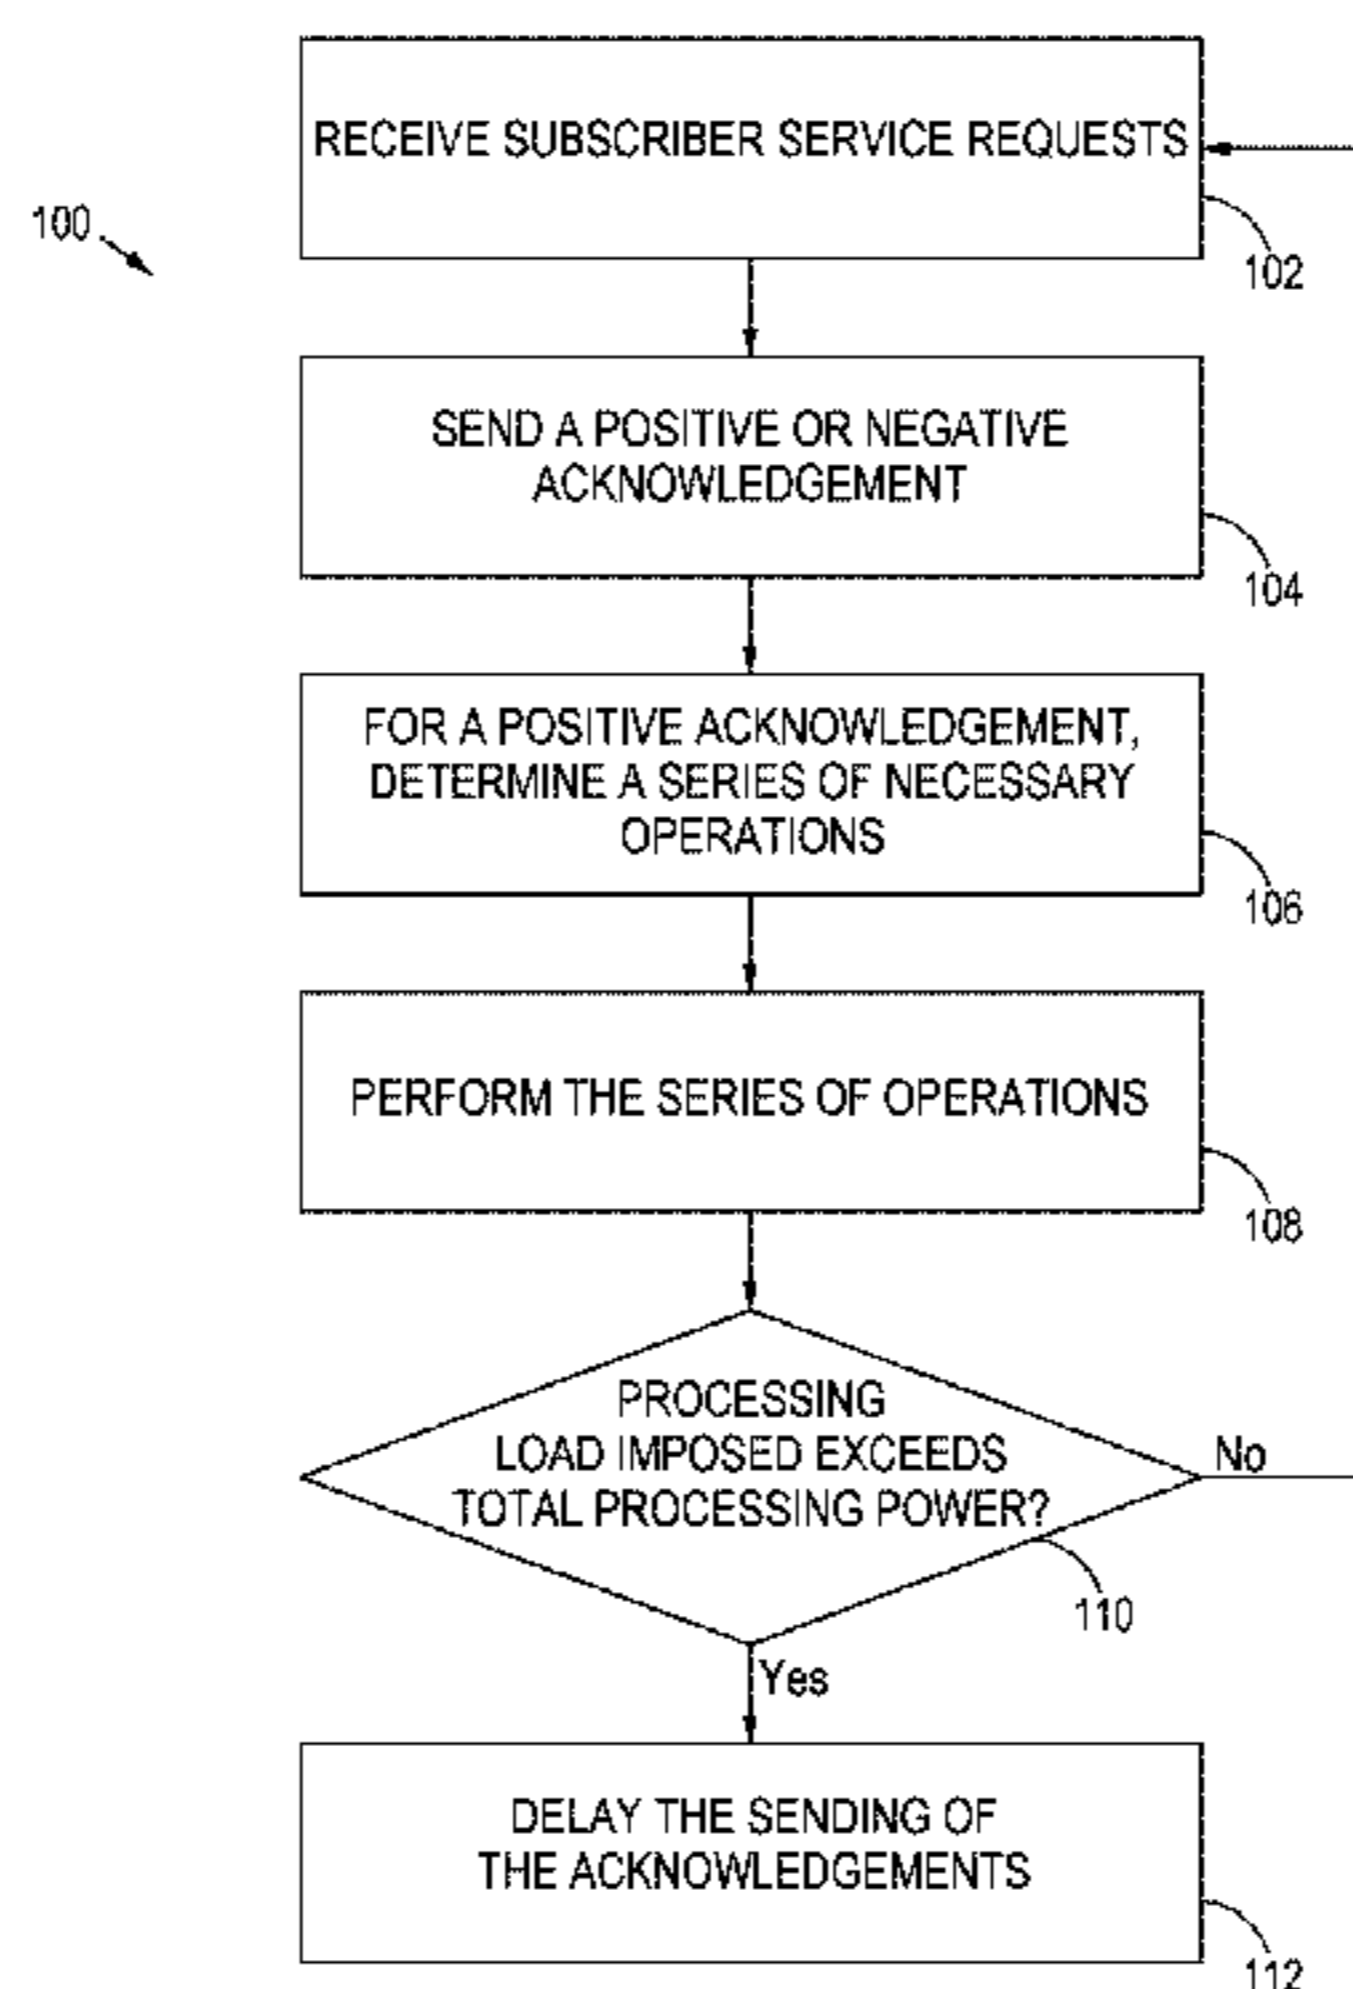 RECEIVE SUBSCRIBER SERVICE REQUESTS
100
102
SEND A POSITIVE OR NEGATIVE
ACKNOWLEDGEMENT
104
FOR A POSITIVE ACKNOWLEDGEMENT,
DETERMINE A SERIES OF NECESSARY
OPERATIONS
106
PERFORM THE SERIES OF OPERATIONS
108
PROCESSING
LOAD IMPOSED EXCEEDS
TOTAL PROCESSING POWER?
No
110
Yes
DELAY THE SENDING OF
THE ACKNOWLEDGEMENTS
112